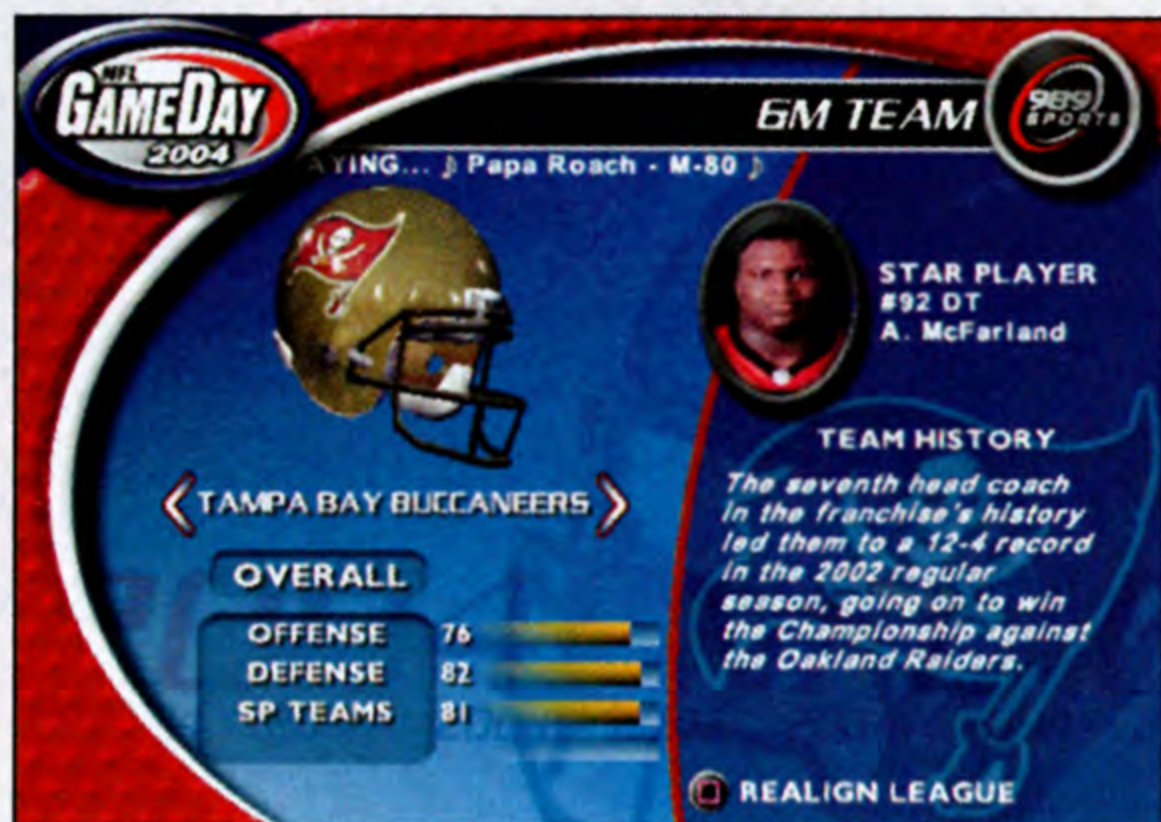 NFL
GAMEDAY
2004
GM TEAM
989
SPORTS
AYING... ♪ Papa Roach - M-80 ♪
STAR PLAYER
#92 DT
A. McFarland
TEAM HISTORY
The seventh head coach
in the franchise's history
led them to a 12-4 record
in the 2002 regular
season, going on to win
the Championship against
the Oakland Raiders.
TAMPA BAY BUCCANEERS
OVERALL
OFFENSE 76
DEFENSE 82
SP TEAMS 81
REALIGN LEAGUE